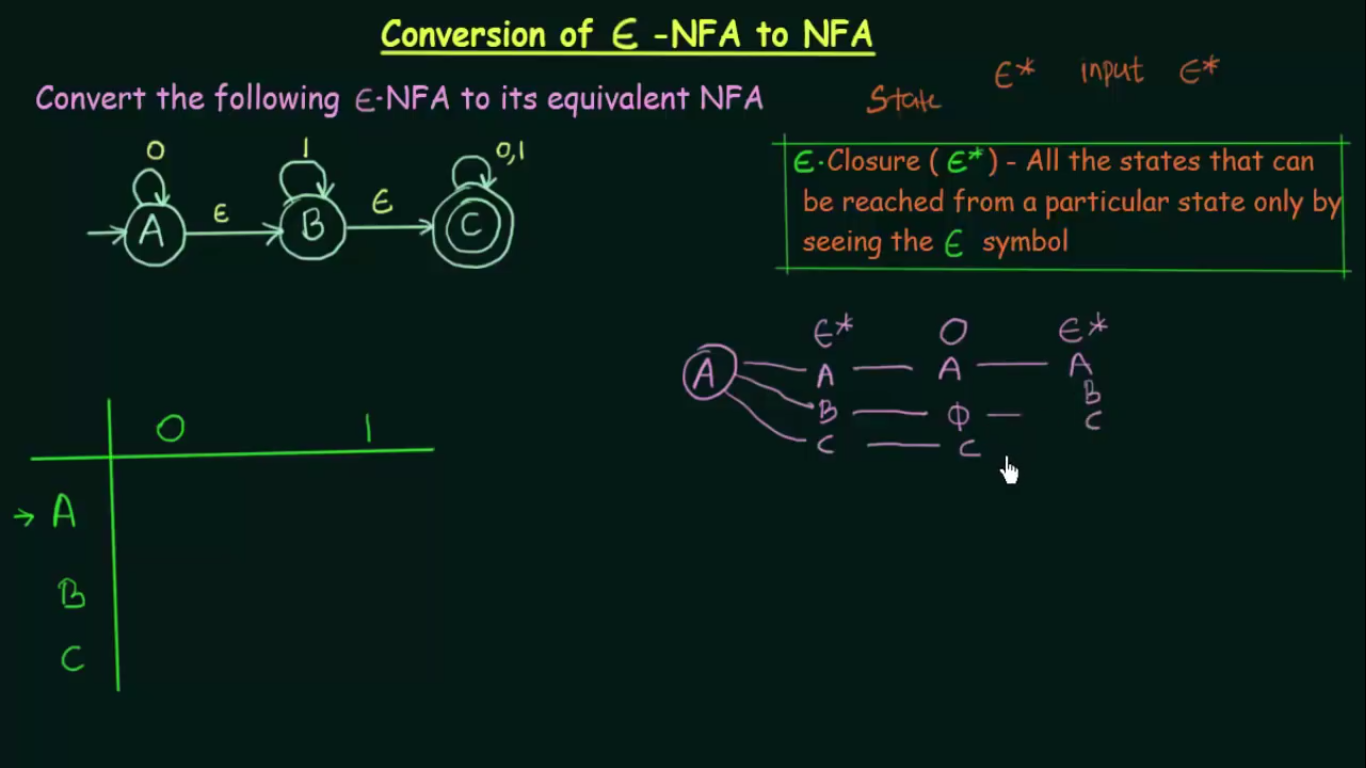 Conversion of ϵ -NFA to NFA
Convert the following ϵ-NFA to its equivalent NFA
State ϵ* input ϵ*
ϵ-Closure ( ϵ* ) - All the states that can
be reached from a particular state only by
seeing the ϵ symbol
0 1 0,1
A ϵ B ϵ C
ϵ* 0 ϵ*
A A A A
B
B Φ
C
C C
0 1
→ A
B
C